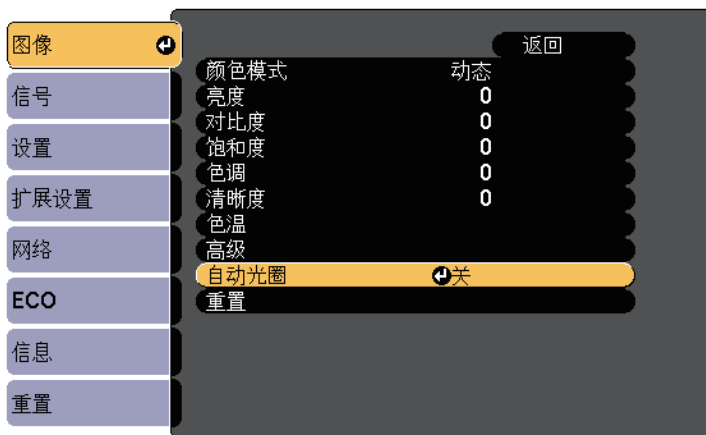 图像
信号
设置
扩展设置
网络
ECO
信息
重置
返回
颜色模式 动态
亮度 0
对比度 0
饱和度 0
色调 0
清晰度 0
色温
高级
自动光圈 关
重置